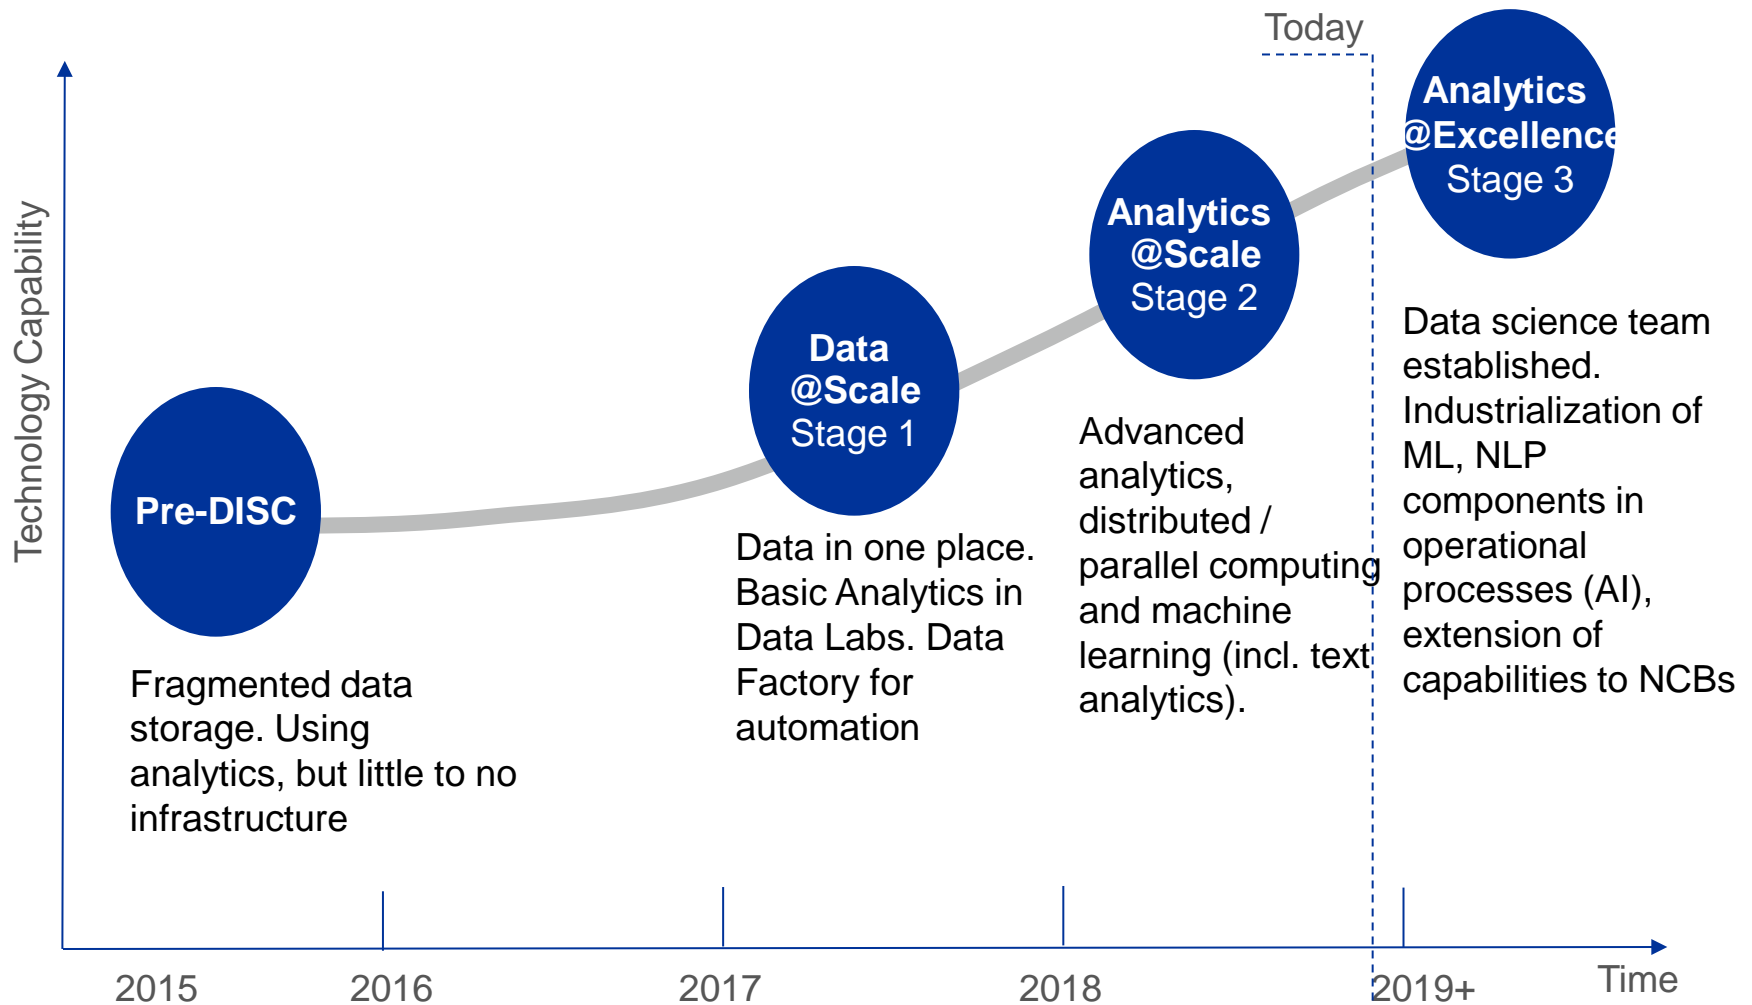 Today
Technology Capability
Pre-DISC
Fragmented data
storage. Using
analytics, but little to no
infrastructure
Data
@Scale
Stage 1
Data in one place.
Basic Analytics in
Data Labs. Data
Factory for
automation
Analytics
@Scale
Stage 2
Advanced
analytics,
distributed /
parallel computing
and machine
learning (incl. text
analytics).
Analytics
@Excellence
Stage 3
Data science team
established.
Industrialization of
ML, NLP
components in
operational
processes (AI),
extension of
capabilities to NCBs
2015
2016
2017
2018
2019+
Time